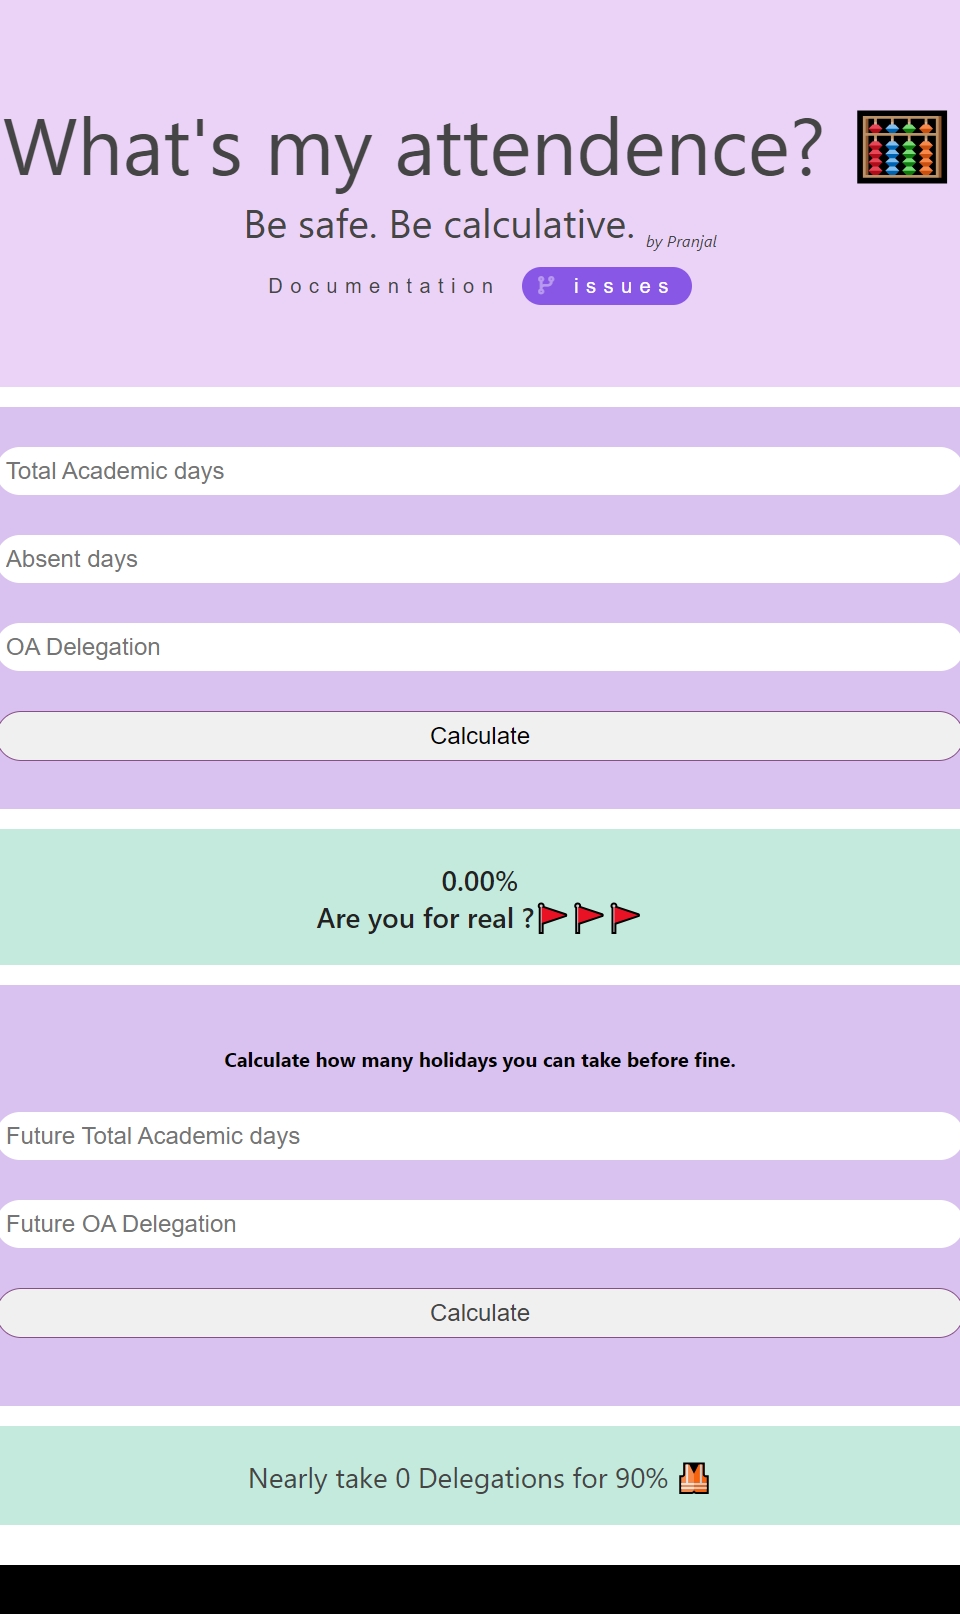 What's my attendence? 🧮
Be safe. Be calculative. by Pranjal
Documentation issues
Total Academic days
Absent days
OA Delegation
Calculate
0.00%
Are you for real ?🚩🚩🚩
Calculate how many holidays you can take before fine.
Future Total Academic days
Future OA Delegation
Calculate
Nearly take 0 Delegations for 90% 🦺